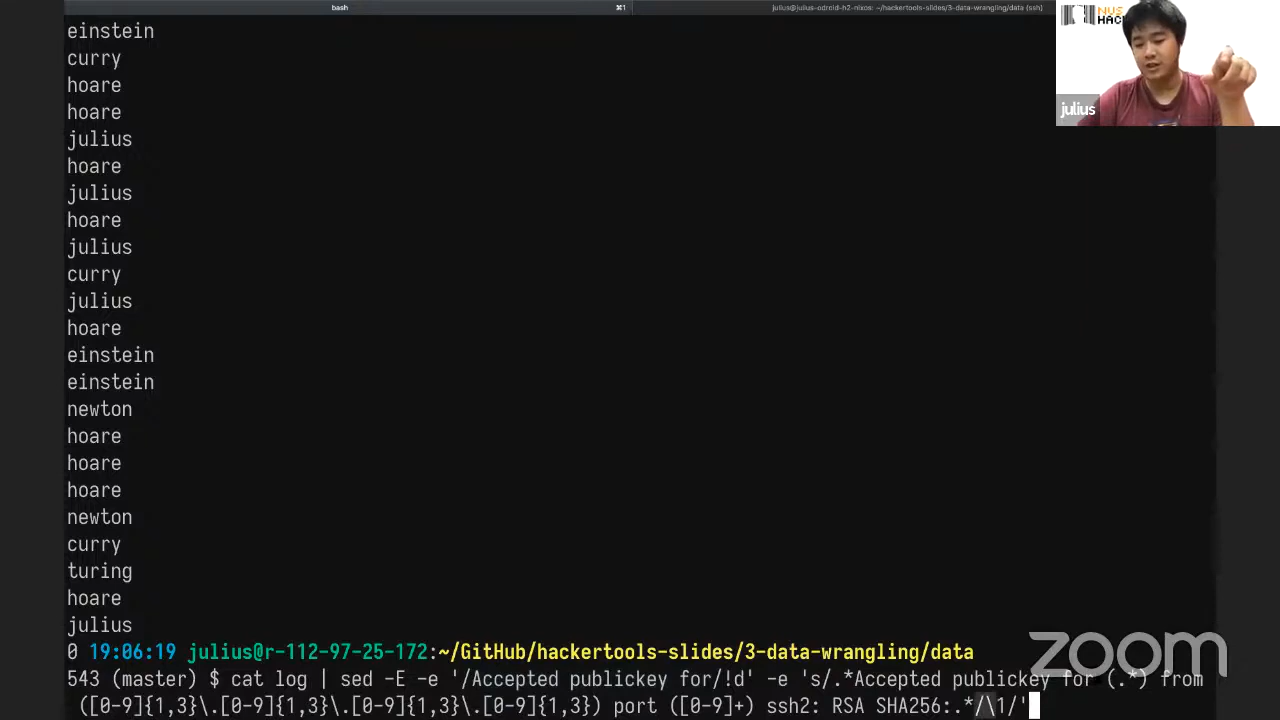 bash
⌘1
julius@julius-odroid-h2-nixos: ~/hackertools-slides/3-data-wrangling/data (ssh)
NUS
HAC
julius
einstein
curry
hoare
hoare
julius
hoare
julius
hoare
julius
curry
julius
hoare
einstein
einstein
newton
hoare
hoare
hoare
newton
curry
turing
hoare
julius
0 19:06:19 julius@r-112-97-25-172:~/GitHub/hackertools-slides/3-data-wrangling/data
543 (master) $ cat log | sed -E -e '/Accepted publickey for/!d' -e 's/.*Accepted publickey for (.*) from
([0-9]{1,3}\.[0-9]{1,3}\.[0-9]{1,3}\.[0-9]{1,3}) port ([0-9]+) ssh2: RSA SHA256:.*/\1/'
zoom